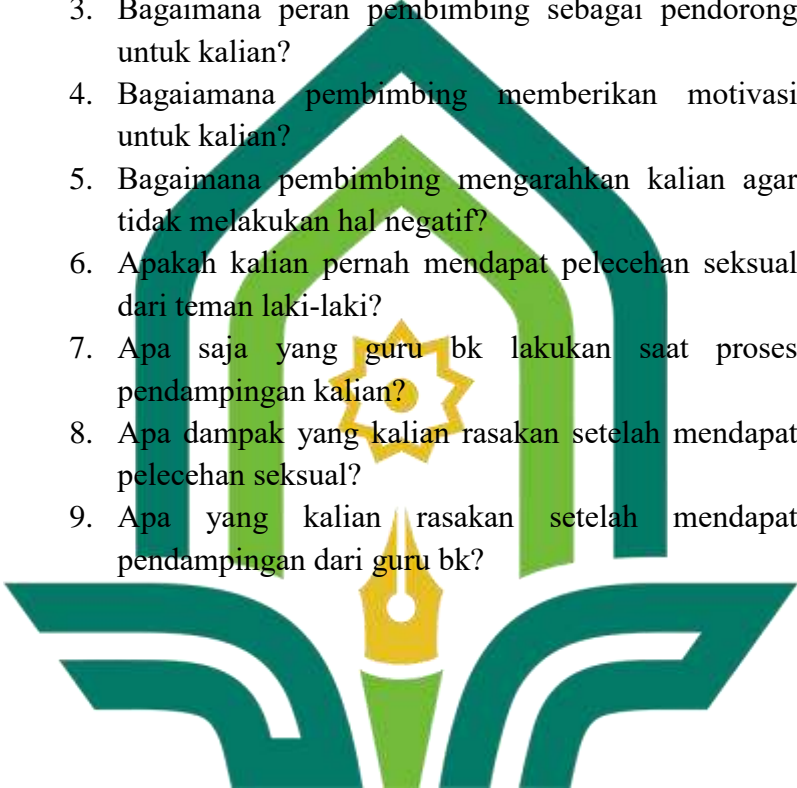 3. Bagaimana peran pembimbing sebagai pendorong
untuk kalian?
4. Bagaiamana pembimbing memberikan motivasi
untuk kalian?
5. Bagaimana pembimbing mengarahkan kalian agar
tidak melakukan hal negatif?
6. Apakah kalian pernah mendapat pelecehan seksual
dari teman laki-laki?
7. Apa saja yang guru bk lakukan saat proses
pendampingan kalian?
8. Apa dampak yang kalian rasakan setelah mendapat
pelecehan seksual?
9. Apa yang kalian rasakan setelah mendapat
pendampingan dari guru bk?